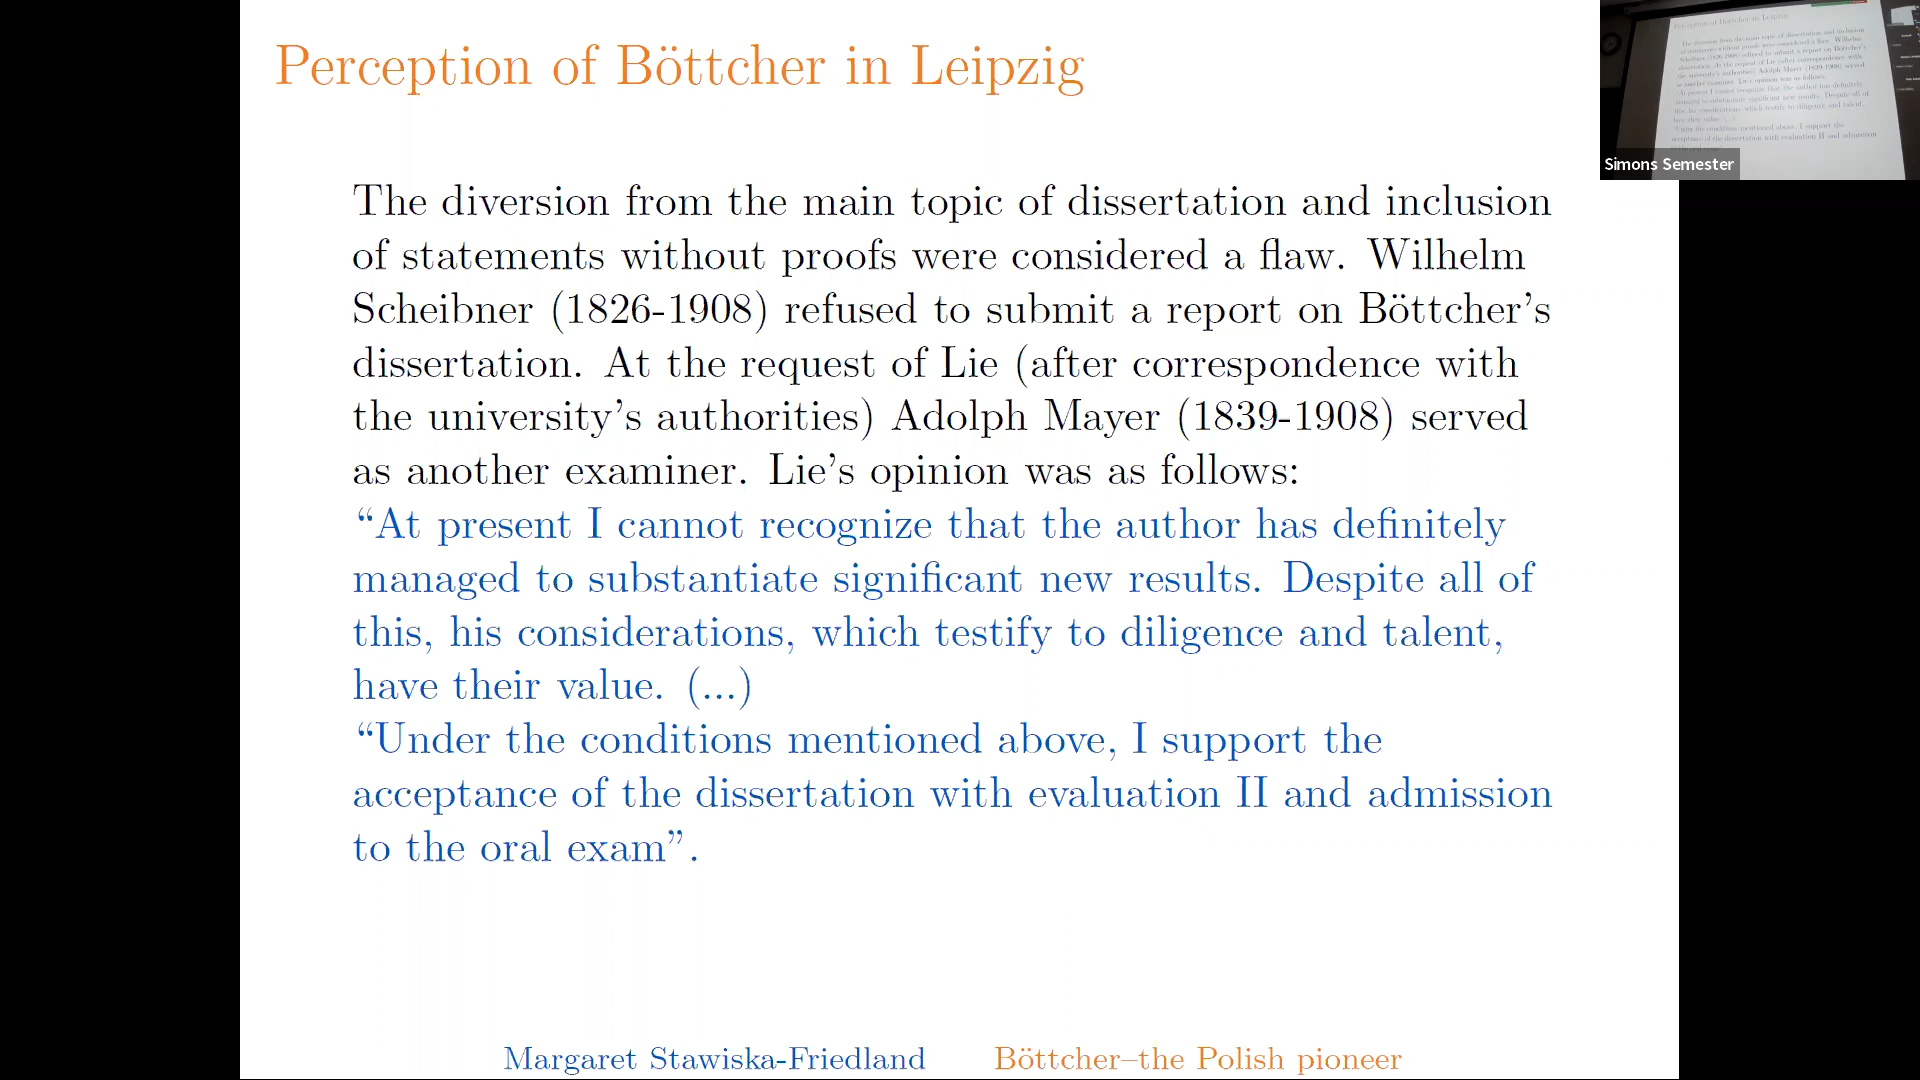 Perception of Böttcher in Leipzig
The diversion from the main topic of dissertation and inclusion
of statements without proofs were considered a flaw. Wilhelm
Scheibner (1826-1908) refused to submit a report on Böttcher's
dissertation. At the request of Lie (after correspondence with
the university's authorities) Adolph Mayer (1839-1908) served
as another examiner. Lie's opinion was as follows:
“At present I cannot recognize that the author has definitely
managed to substantiate significant new results. Despite all of
this, his considerations, which testify to diligence and talent,
have their value. (...)
“Under the conditions mentioned above, I support the
acceptance of the dissertation with evaluation II and admission
to the oral exam”.
Margaret Stawiska-Friedland Böttcher–the Polish pioneer
Simons Semester